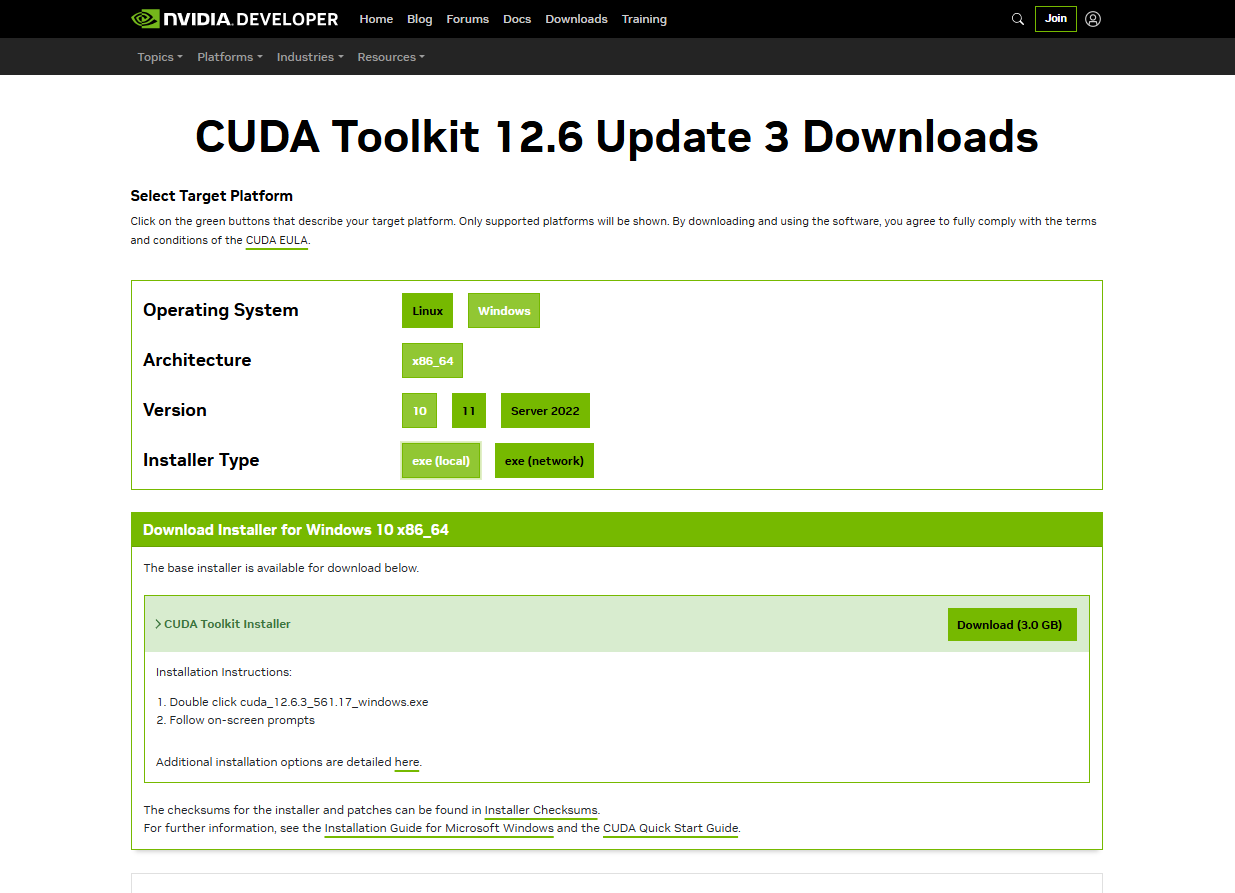 NVIDIA. DEVELOPER Home Blog Forums Docs Downloads Training Join
Topics Platforms Industries Resources
CUDA Toolkit 12.6 Update 3 Downloads
Select Target Platform
Click on the green buttons that describe your target platform. Only supported platforms will be shown. By downloading and using the software, you agree to fully comply with the terms
and conditions of the CUDA EULA.
Operating System Linux Windows
Architecture x86_64
Version 10 11 Server 2022
Installer Type exe (local) exe (network)
Download Installer for Windows 10 x86_64
The base installer is available for download below.
CUDA Toolkit Installer Download (3.0 GB)
Installation Instructions:
1. Double click cuda_12.6.3_561.17_windows.exe
2. Follow on-screen prompts
Additional installation options are detailed here.
The checksums for the installer and patches can be found in Installer Checksums.
For further information, see the Installation Guide for Microsoft Windows and the CUDA Quick Start Guide.